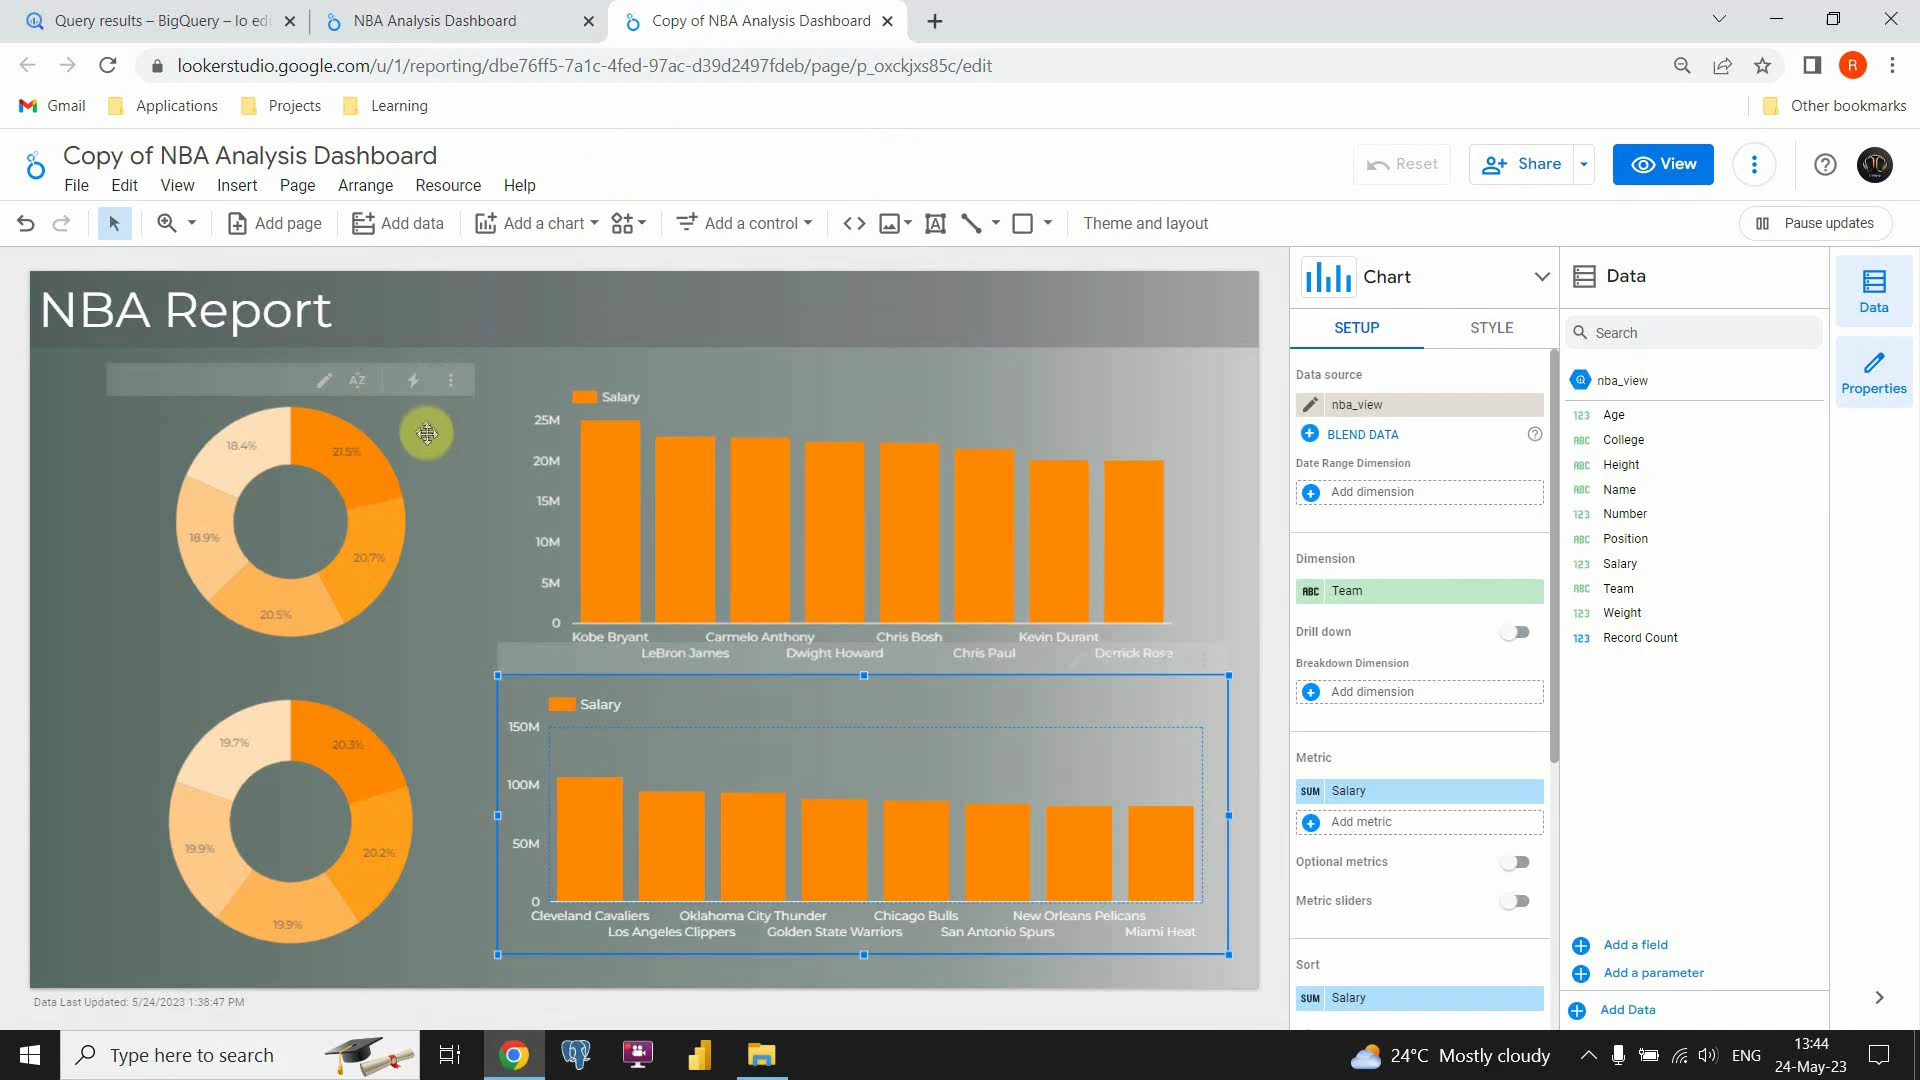 Query results – BigQuery – lo edi
NBA Analysis Dashboard
Copy of NBA Analysis Dashboard
lookerstudio.google.com/u/1/reporting/dbe76ff5-7a1c-4fed-97ac-d39d2497fdeb/page/p_oxckjxs85c/edit
R
Gmail
Applications
Projects
Learning
Other bookmarks
Copy of NBA Analysis Dashboard
Reset
Share
View
File
Edit
View
Insert
Page
Arrange
Resource
Help
Add page
Add data
Add a chart
Add a control
Theme and layout
Pause updates
NBA Report
18.4%
21.5%
18.9%
20.7%
20.5%
Salary
25M
20M
15M
10M
5M
0
Kobe Bryant
Carmelo Anthony
Chris Bosh
Kevin Durant
LeBron James
Dwight Howard
Chris Paul
Derrick Rose
19.7%
20.3%
19.9%
20.2%
19.9%
Salary
150M
100M
50M
0
Cleveland Cavaliers
Oklahoma City Thunder
Chicago Bulls
New Orleans Pelicans
Los Angeles Clippers
Golden State Warriors
San Antonio Spurs
Miami Heat
Data Last Updated: 5/24/2023 1:38:47 PM
Chart
SETUP
STYLE
Data source
nba_view
BLEND DATA
Date Range Dimension
Add dimension
Dimension
ABC Team
Drill down
Breakdown Dimension
Add dimension
Metric
SUM Salary
Add metric
Optional metrics
Metric sliders
Sort
SUM Salary
Data
Search
nba_view
123 Age
ABC College
ABC Height
ABC Name
123 Number
ABC Position
123 Salary
ABC Team
123 Weight
123 Record Count
Add a field
Add a parameter
Add Data
Data
Properties
Type here to search
24°C Mostly cloudy
ENG
13:44
24-May-23